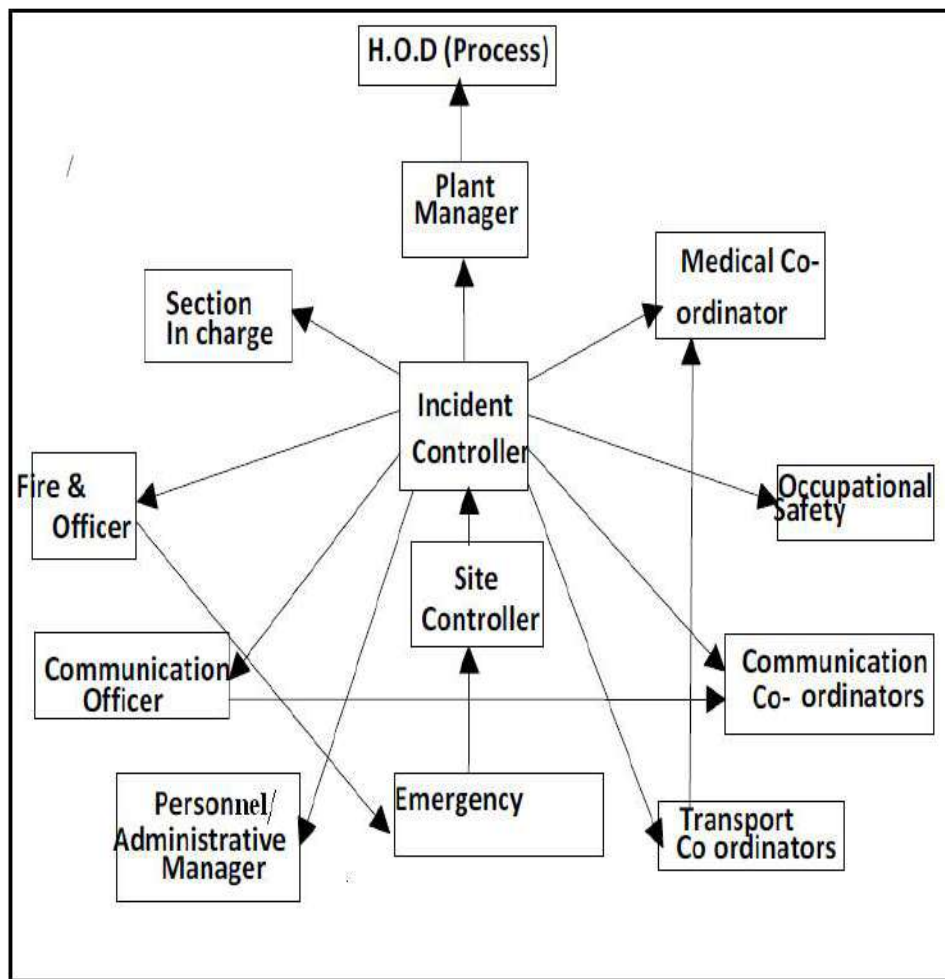 H.O.D (Process)
Plant
Manager
Medical Co-
ordinator
Section
In charge
Incident
Controller
Fire &
Officer
Occupational
Safety
Site
Controller
Communication
Officer
Communication
Co- ordinators
Personnel/
Administrative
Manager
Emergency
Transport
Co ordinators